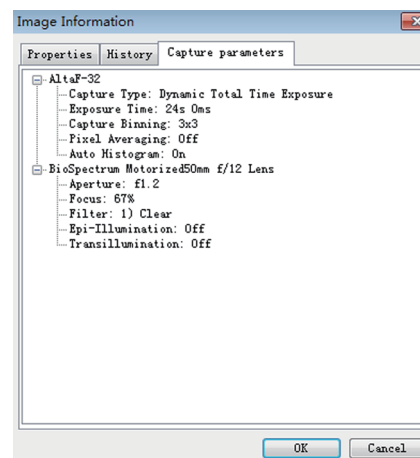 Image Information
Properties History Capture parameters
AltaF-32
Capture Type: Dynamic Total Time Exposure
Exposure Time: 24s 0ms
Capture Binning: 3x3
Pixel Averaging: Off
Auto Histogram: On
BioSpectrum Motorized50mm f/12 Lens
Aperture: f1.2
Focus: 67%
Filter: 1) Clear
Epi-Illumination: Off
Transillumination: Off
OK Cancel